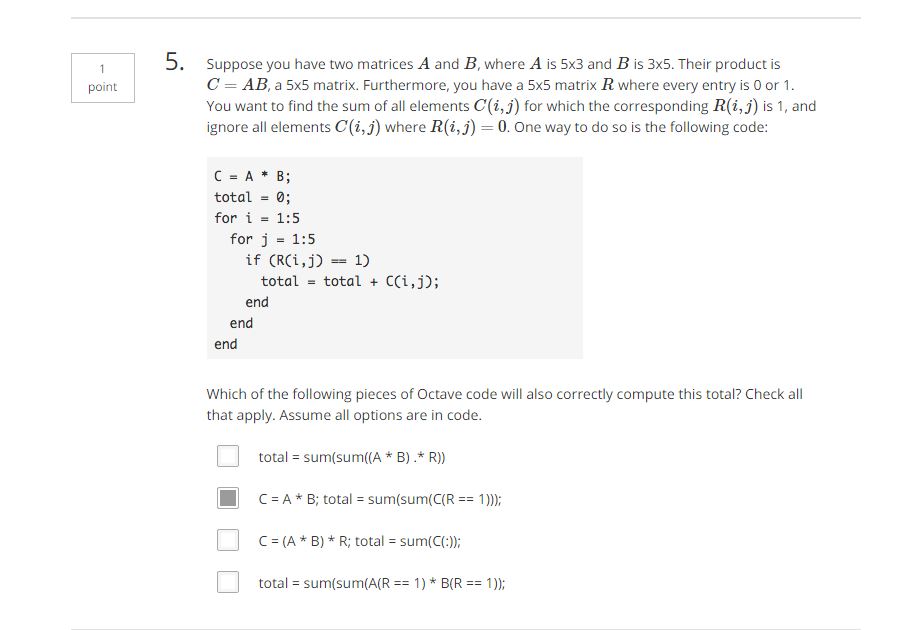 1
point
5.
Suppose you have two matrices A and B, where A is 5x3 and B is 3x5. Their product is
C = AB, a 5x5 matrix. Furthermore, you have a 5x5 matrix R where every entry is 0 or 1.
You want to find the sum of all elements C(i, j) for which the corresponding R(i, j) is 1, and
ignore all elements C(i, j) where R(i, j) = 0. One way to do so is the following code:
C = A * B;
total = 0;
for i = 1:5
for j = 1:5
if (R(i,j) == 1)
total = total + C(i,j);
end
end
end
Which of the following pieces of Octave code will also correctly compute this total? Check all
that apply. Assume all options are in code.
total = sum(sum((A * B) .* R))
C = A * B; total = sum(sum(C(R == 1)));
C = (A * B) * R; total = sum(C(:));
total = sum(sum(A(R == 1) * B(R == 1));